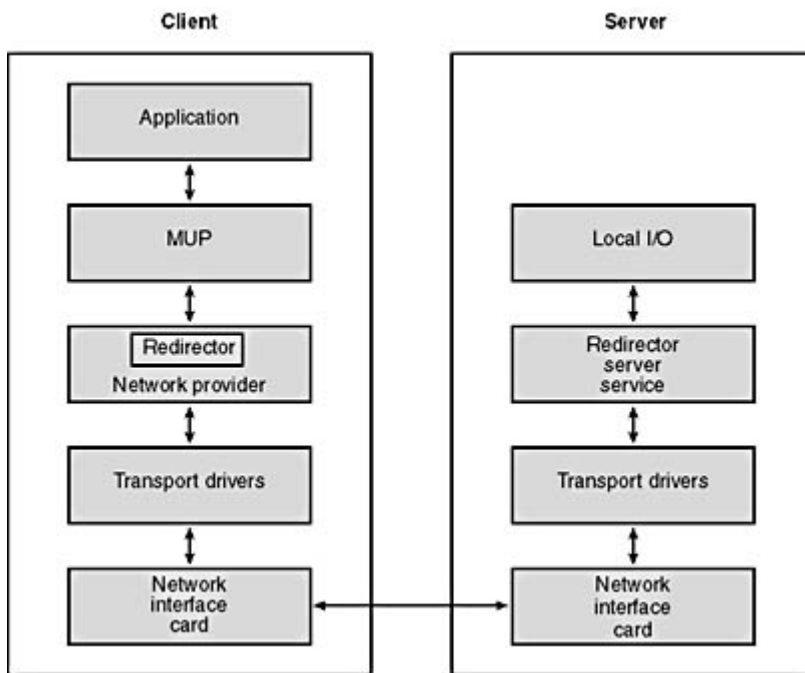 Client
Application
MUP
Redirector
Network provider
Transport drivers
Network
interface
card
Server
Local I/O
Redirector
server
service
Transport drivers
Network
interface
card